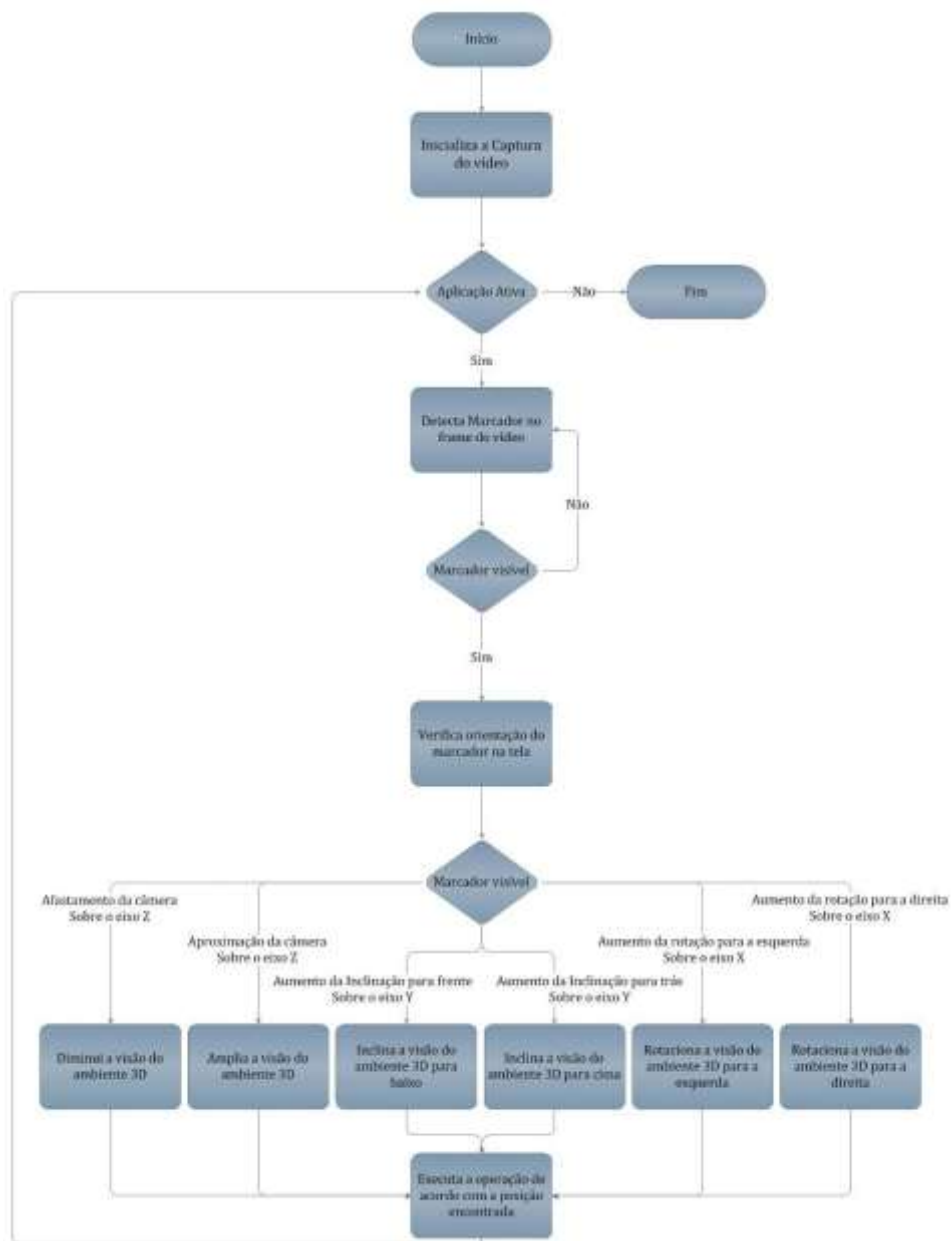 Início
Inicializa a Captura
do vídeo
Aplicação Ativa
Não
Fim
Sim
Detecta Marcador no
frame do vídeo
Não
Marcador visível
Sim
Verifica orientação do
marcador na tela
Marcador visível
Afastamento da câmera
Sobre o eixo Z
Aproximação da câmera
Sobre o eixo Z
Aumento da Inclinação para frente
Sobre o eixo Y
Aumento da Inclinação para trás
Sobre o eixo Y
Aumento da rotação para a esquerda
Sobre o eixo X
Aumento da rotação para a direita
Sobre o eixo X
Diminui a visão do
ambiente 3D
Amplia a visão do
ambiente 3D
Inclina a visão do
ambiente 3D para
baixo
Inclina a visão do
ambiente 3D para cima
Rotaciona a visão do
ambiente 3D para a
esquerda
Rotaciona a visão do
ambiente 3D para a
direita
Executa a operação de
acordo com a posição
encontrada